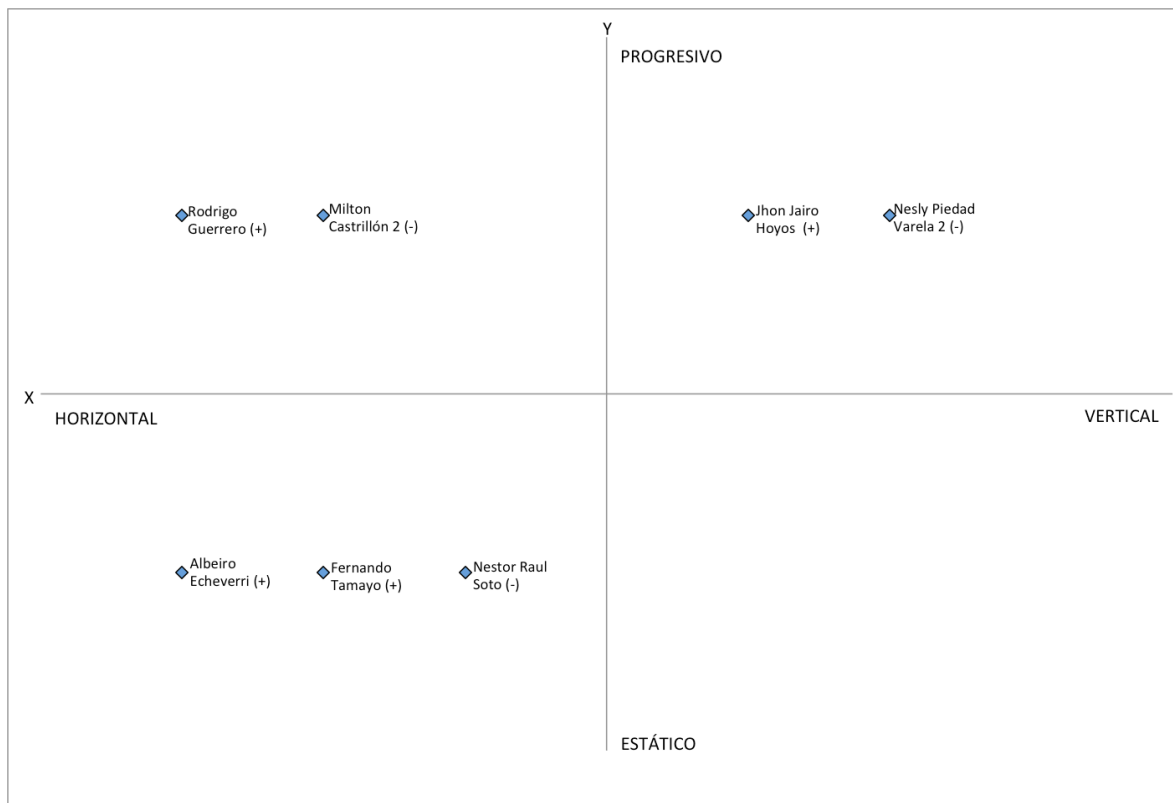 Y
PROGRESIVO
Rodrigo
Guerrero (+)
Milton
Castrillón 2 (-)
Jhon Jairo
Hoyos (+)
Nesly Piedad
Varela 2 (-)
X
HORIZONTAL
VERTICAL
Albeiro
Echeverri (+)
Fernando
Tamayo (+)
Nestor Raul
Soto (-)
ESTÁTICO